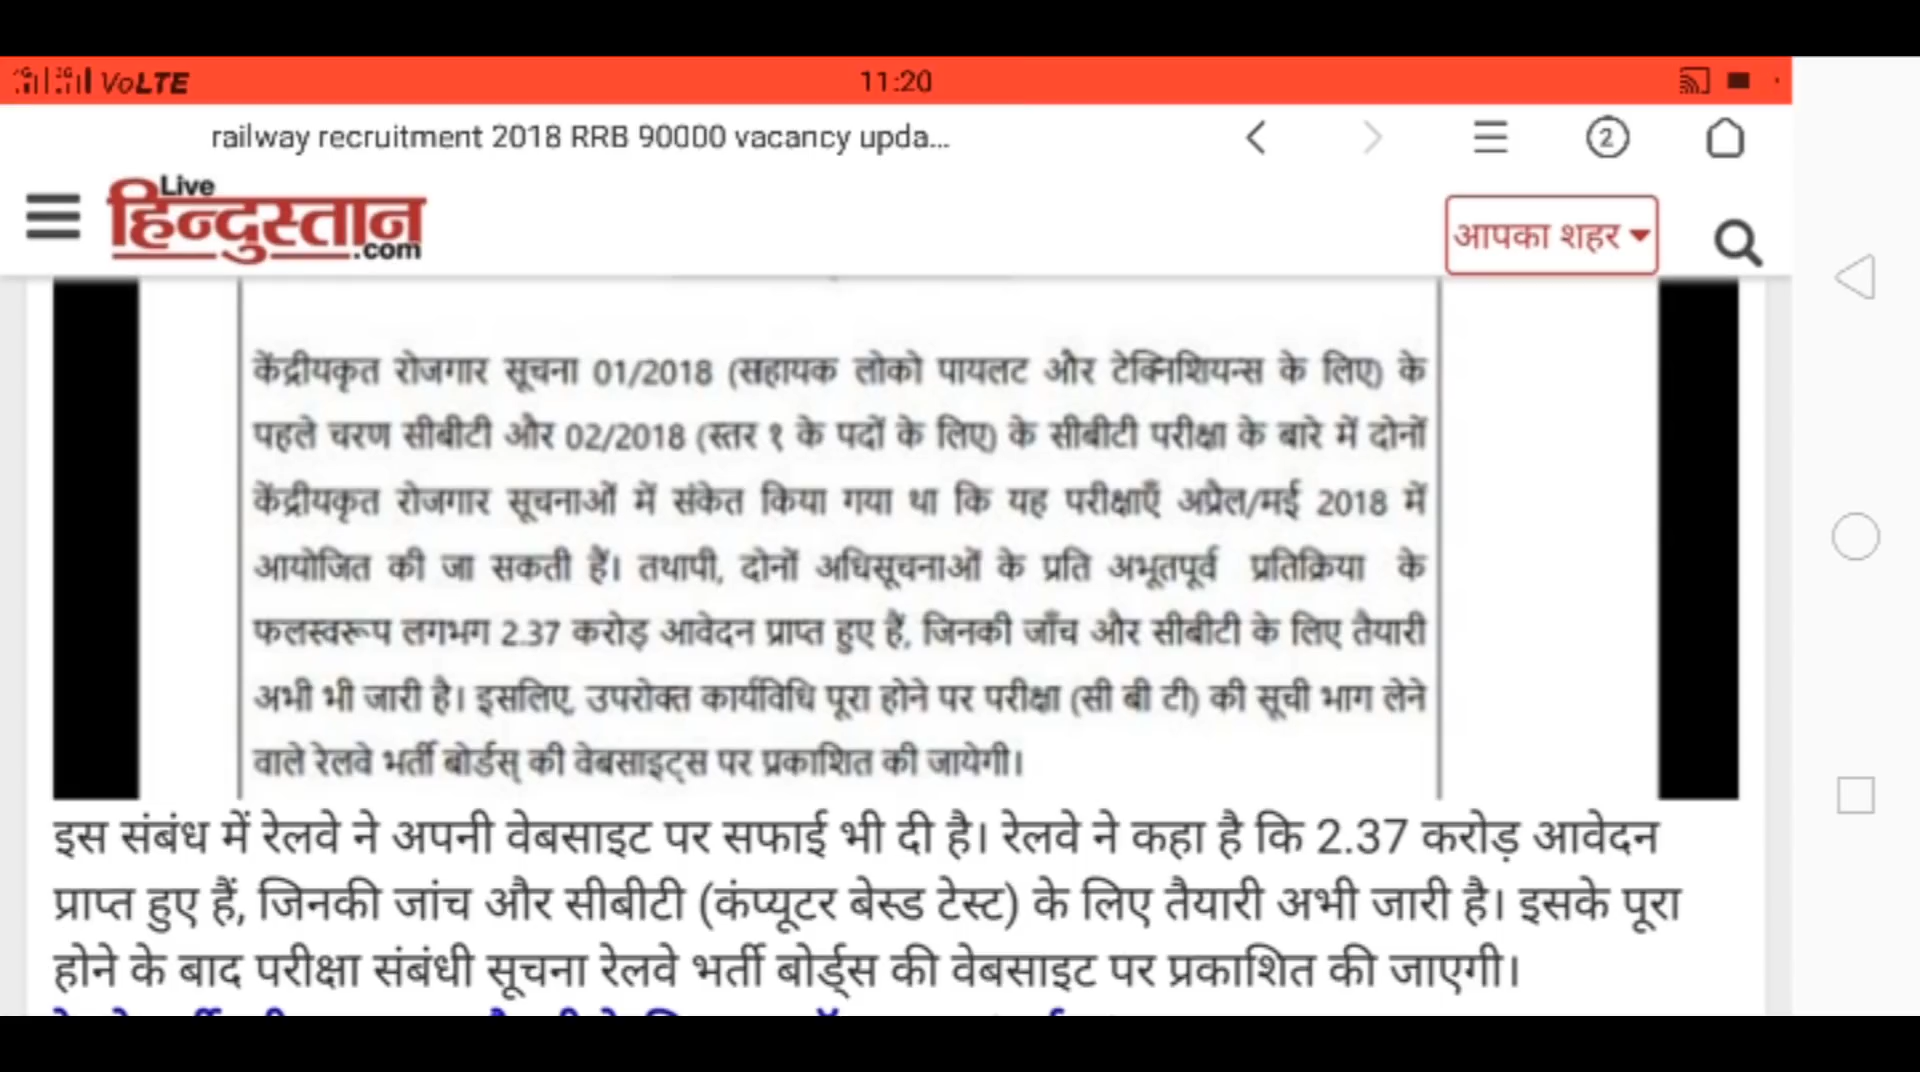 VoLTE 11:20
railway recruitment 2018 RRB 90000 vacancy upda... 2
Live
हिन्दुस्तान
.com
आपका शहर
केंद्रीयकृत रोजगार सूचना 01/2018 (सहायक लोको पायलट और टेक्निशियन्स के लिए) के
पहले चरण सीबीटी और 02/2018 (स्तर १ के पदों के लिए) के सीबीटी परीक्षा के बारे में दोनों
केंद्रीयकृत रोजगार सूचनाओं में संकेत किया गया था कि यह परीक्षाएँ अप्रैल/मई 2018 में
आयोजित की जा सकती हैं। तथापी, दोनों अधिसूचनाओं के प्रति अभूतपूर्व प्रतिक्रिया के
फलस्वरूप लगभग 2.37 करोड़ आवेदन प्राप्त हुए हैं, जिनकी जाँच और सीबीटी के लिए तैयारी
अभी भी जारी है। इसलिए, उपरोक्त कार्यविधि पूरा होने पर परीक्षा (सी बी टी) की सूची भाग लेने
वाले रेलवे भर्ती बोर्डस् की वेबसाइट्स पर प्रकाशित की जायेगी।
इस संबंध में रेलवे ने अपनी वेबसाइट पर सफाई भी दी है। रेलवे ने कहा है कि 2.37 करोड़ आवेदन
प्राप्त हुए हैं, जिनकी जांच और सीबीटी (कंप्यूटर बेस्ड टेस्ट) के लिए तैयारी अभी जारी है। इसके पूरा
होने के बाद परीक्षा संबंधी सूचना रेलवे भर्ती बोर्ड्स की वेबसाइट पर प्रकाशित की जाएगी।